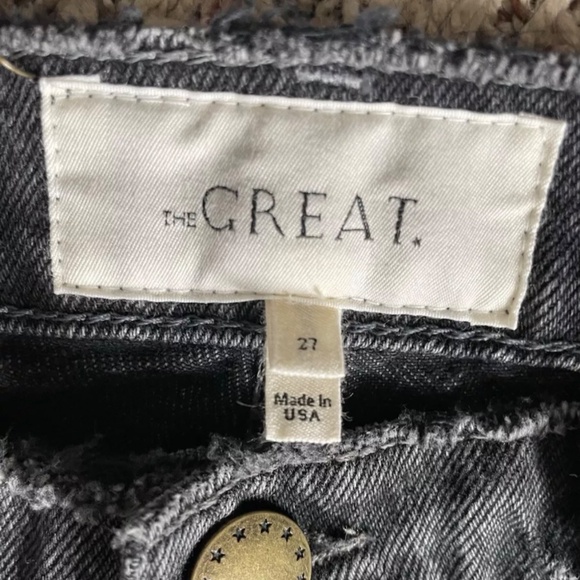 THE GREAT.
27
Made In
USA